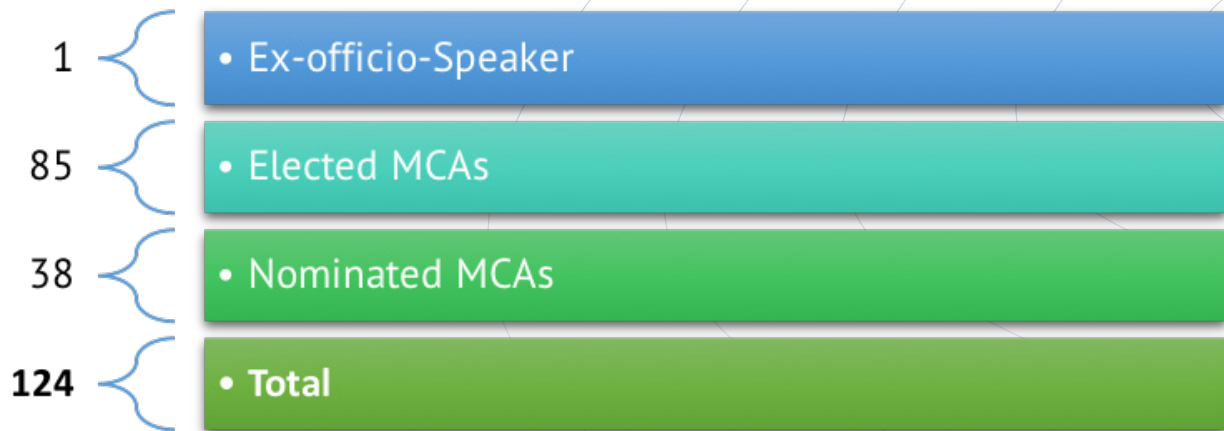 1 • Ex-officio-Speaker
85 • Elected MCAs
38 • Nominated MCAs
124 • Total